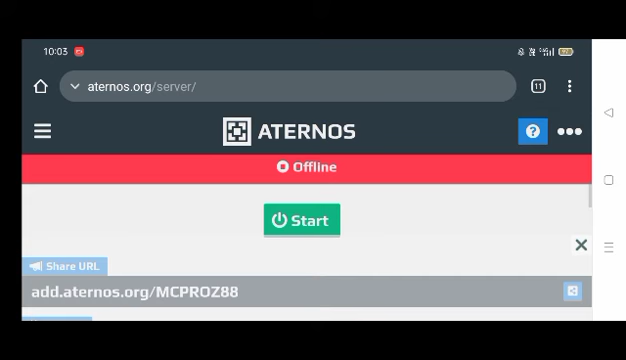 10:03
11
aternos.org/server/
ATERNOS
?
Offline
Start
Share URL
add.aternos.org/MCPROZ88